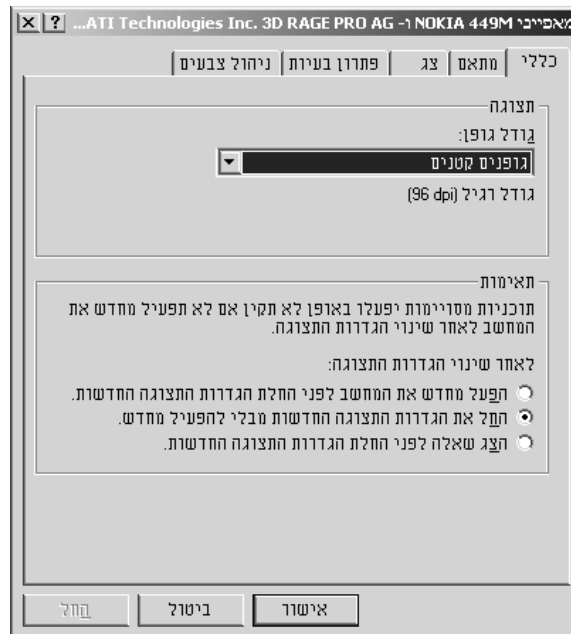 מאפייני NOKIA 449M ו- ATI Technologies Inc. 3D RAGE PRO AG...
כללי
מתאם
צג
פתרון בעיות
ניהול צבעים
תצוגה
גודל גופן:
גופנים קטנים
גודל רגיל (96 dpi)
תאימות
תוכניות מסויימות יפעלו באופן לא תקין אם לא תפעיל מחדש את
המחשב לאחר שינוי הגדרות התצוגה.
לאחר שינוי הגדרות התצוגה:
הפעל מחדש את המחשב לפני החלת הגדרות התצוגה החדשות.
החל את הגדרות התצוגה החדשות מבלי להפעיל מחדש.
הצג שאלה לפני החלת הגדרות התצוגה החדשות.
אישור
ביטול
החל